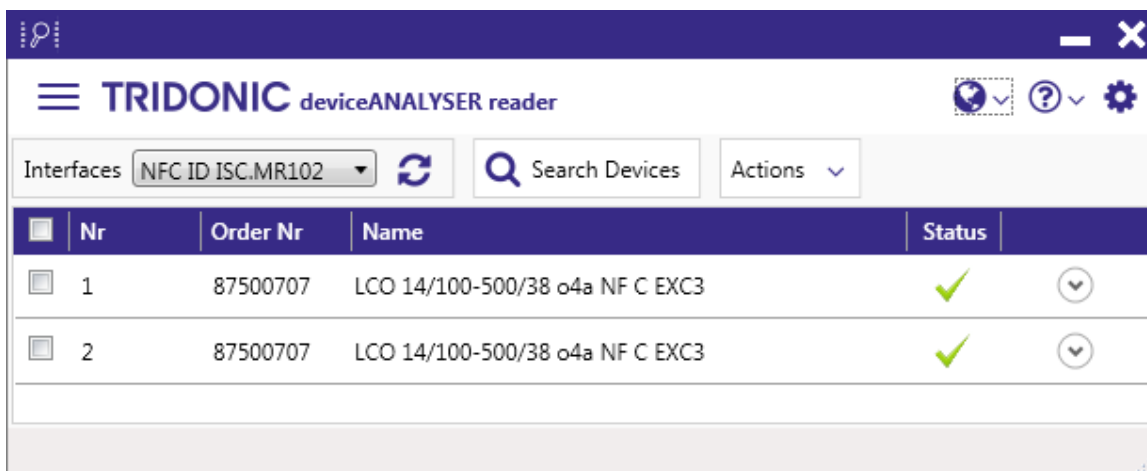 TRIDONIC deviceANALYSER reader
Interfaces NFC ID ISC.MR102 Search Devices Actions
Nr Order Nr Name Status
1 87500707 LCO 14/100-500/38 o4a NF C EXC3
2 87500707 LCO 14/100-500/38 o4a NF C EXC3